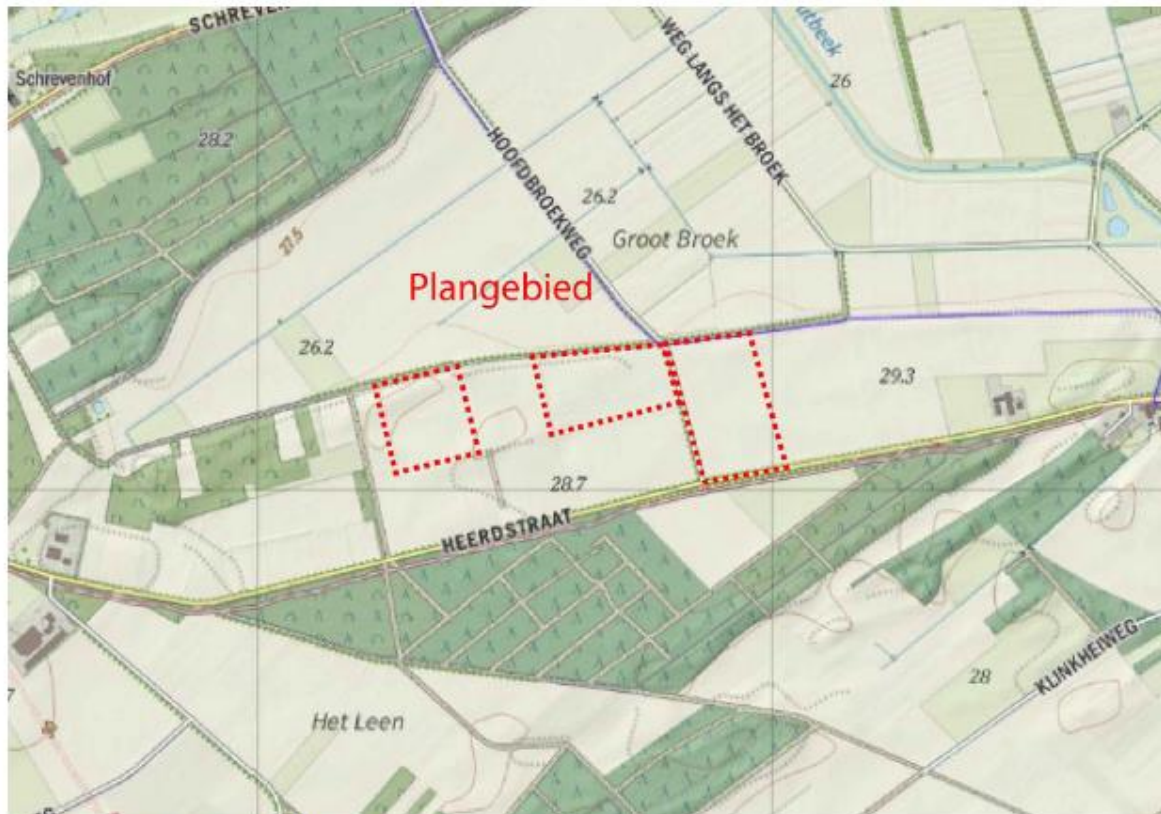 SCHREVE
utbeek
26
Schrevenhof
28.2
WEG LANGS HET BROEK
HOOFDBROEKWEG
26.2
27.5
Groot Broek
Plangebied
26.2
29.3
28.7
HEERDSTRAAT
28
KLINKHEIWEG
Het Leen